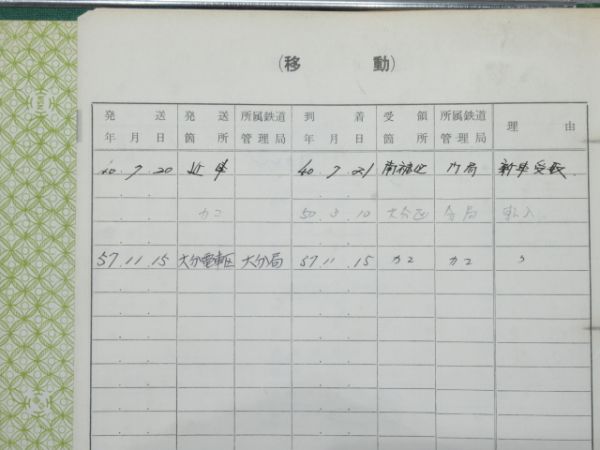 (移動)
発送年月日 発送箇所 所属鉄道管理局 到着年月日 受領箇所 所属鉄道管理局 理由
40.7.20 近車 40.7.21 南福区 門局 新車受取
カコ 50.3.10 大分区 分局 転入
57.11.15 大分電車区 大分局 57.11.15 カコ カコ